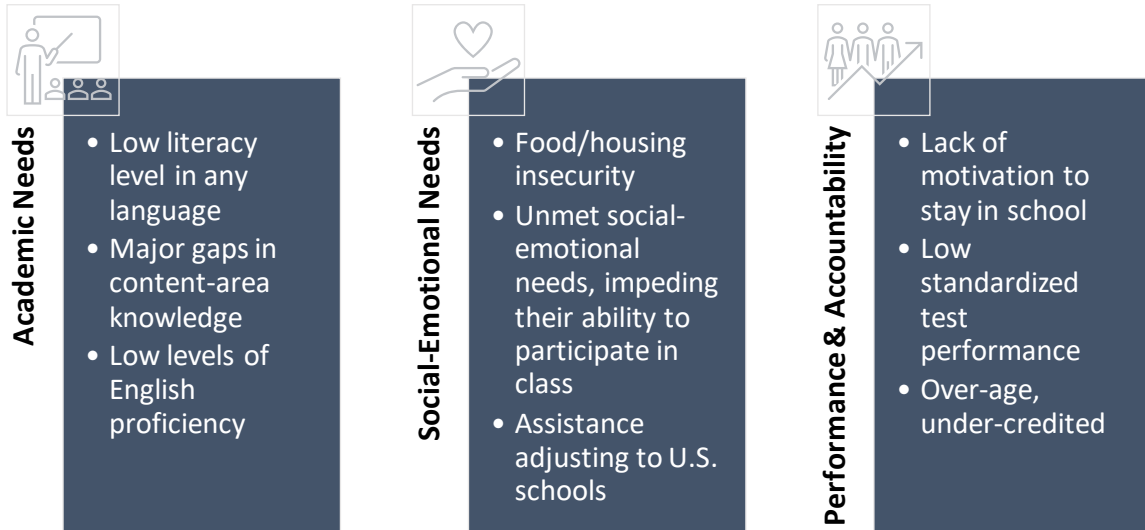 Academic Needs
• Low literacy
level in any
language
• Major gaps in
content-area
knowledge
• Low levels of
English
proficiency
Social-Emotional Needs
• Food/housing
insecurity
• Unmet social-
emotional
needs, impeding
their ability to
participate in
class
• Assistance
adjusting to U.S.
schools
Performance & Accountability
• Lack of
motivation to
stay in school
• Low
standardized
test
performance
• Over-age,
under-credited